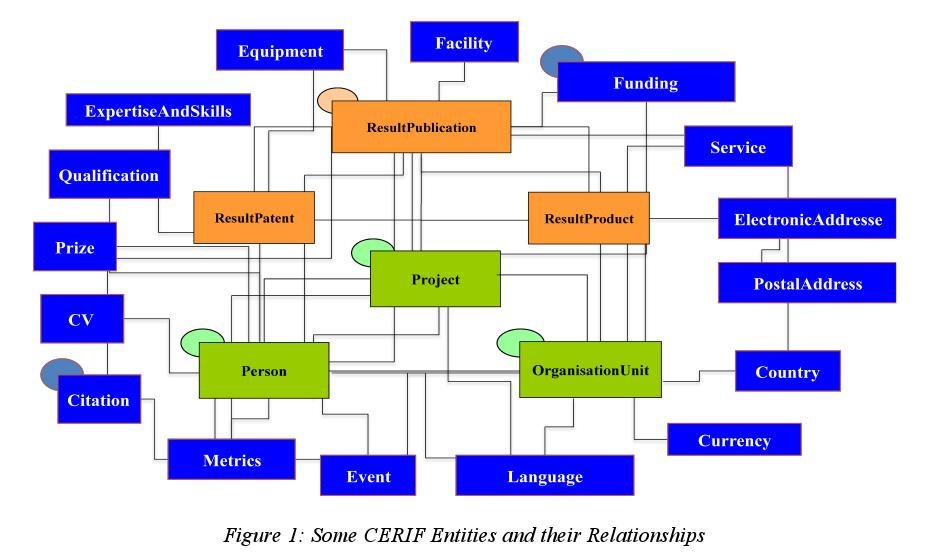 Equipment
Facility
Funding
ExpertiseAndSkills
ResultPublication
Service
Qualification
ResultPatent
ResultProduct
ElectronicAddresse
Prize
Project
PostalAddress
CV
Person
OrganisationUnit
Country
Citation
Currency
Metrics
Event
Language
Figure 1: Some CERIF Entities and their Relationships